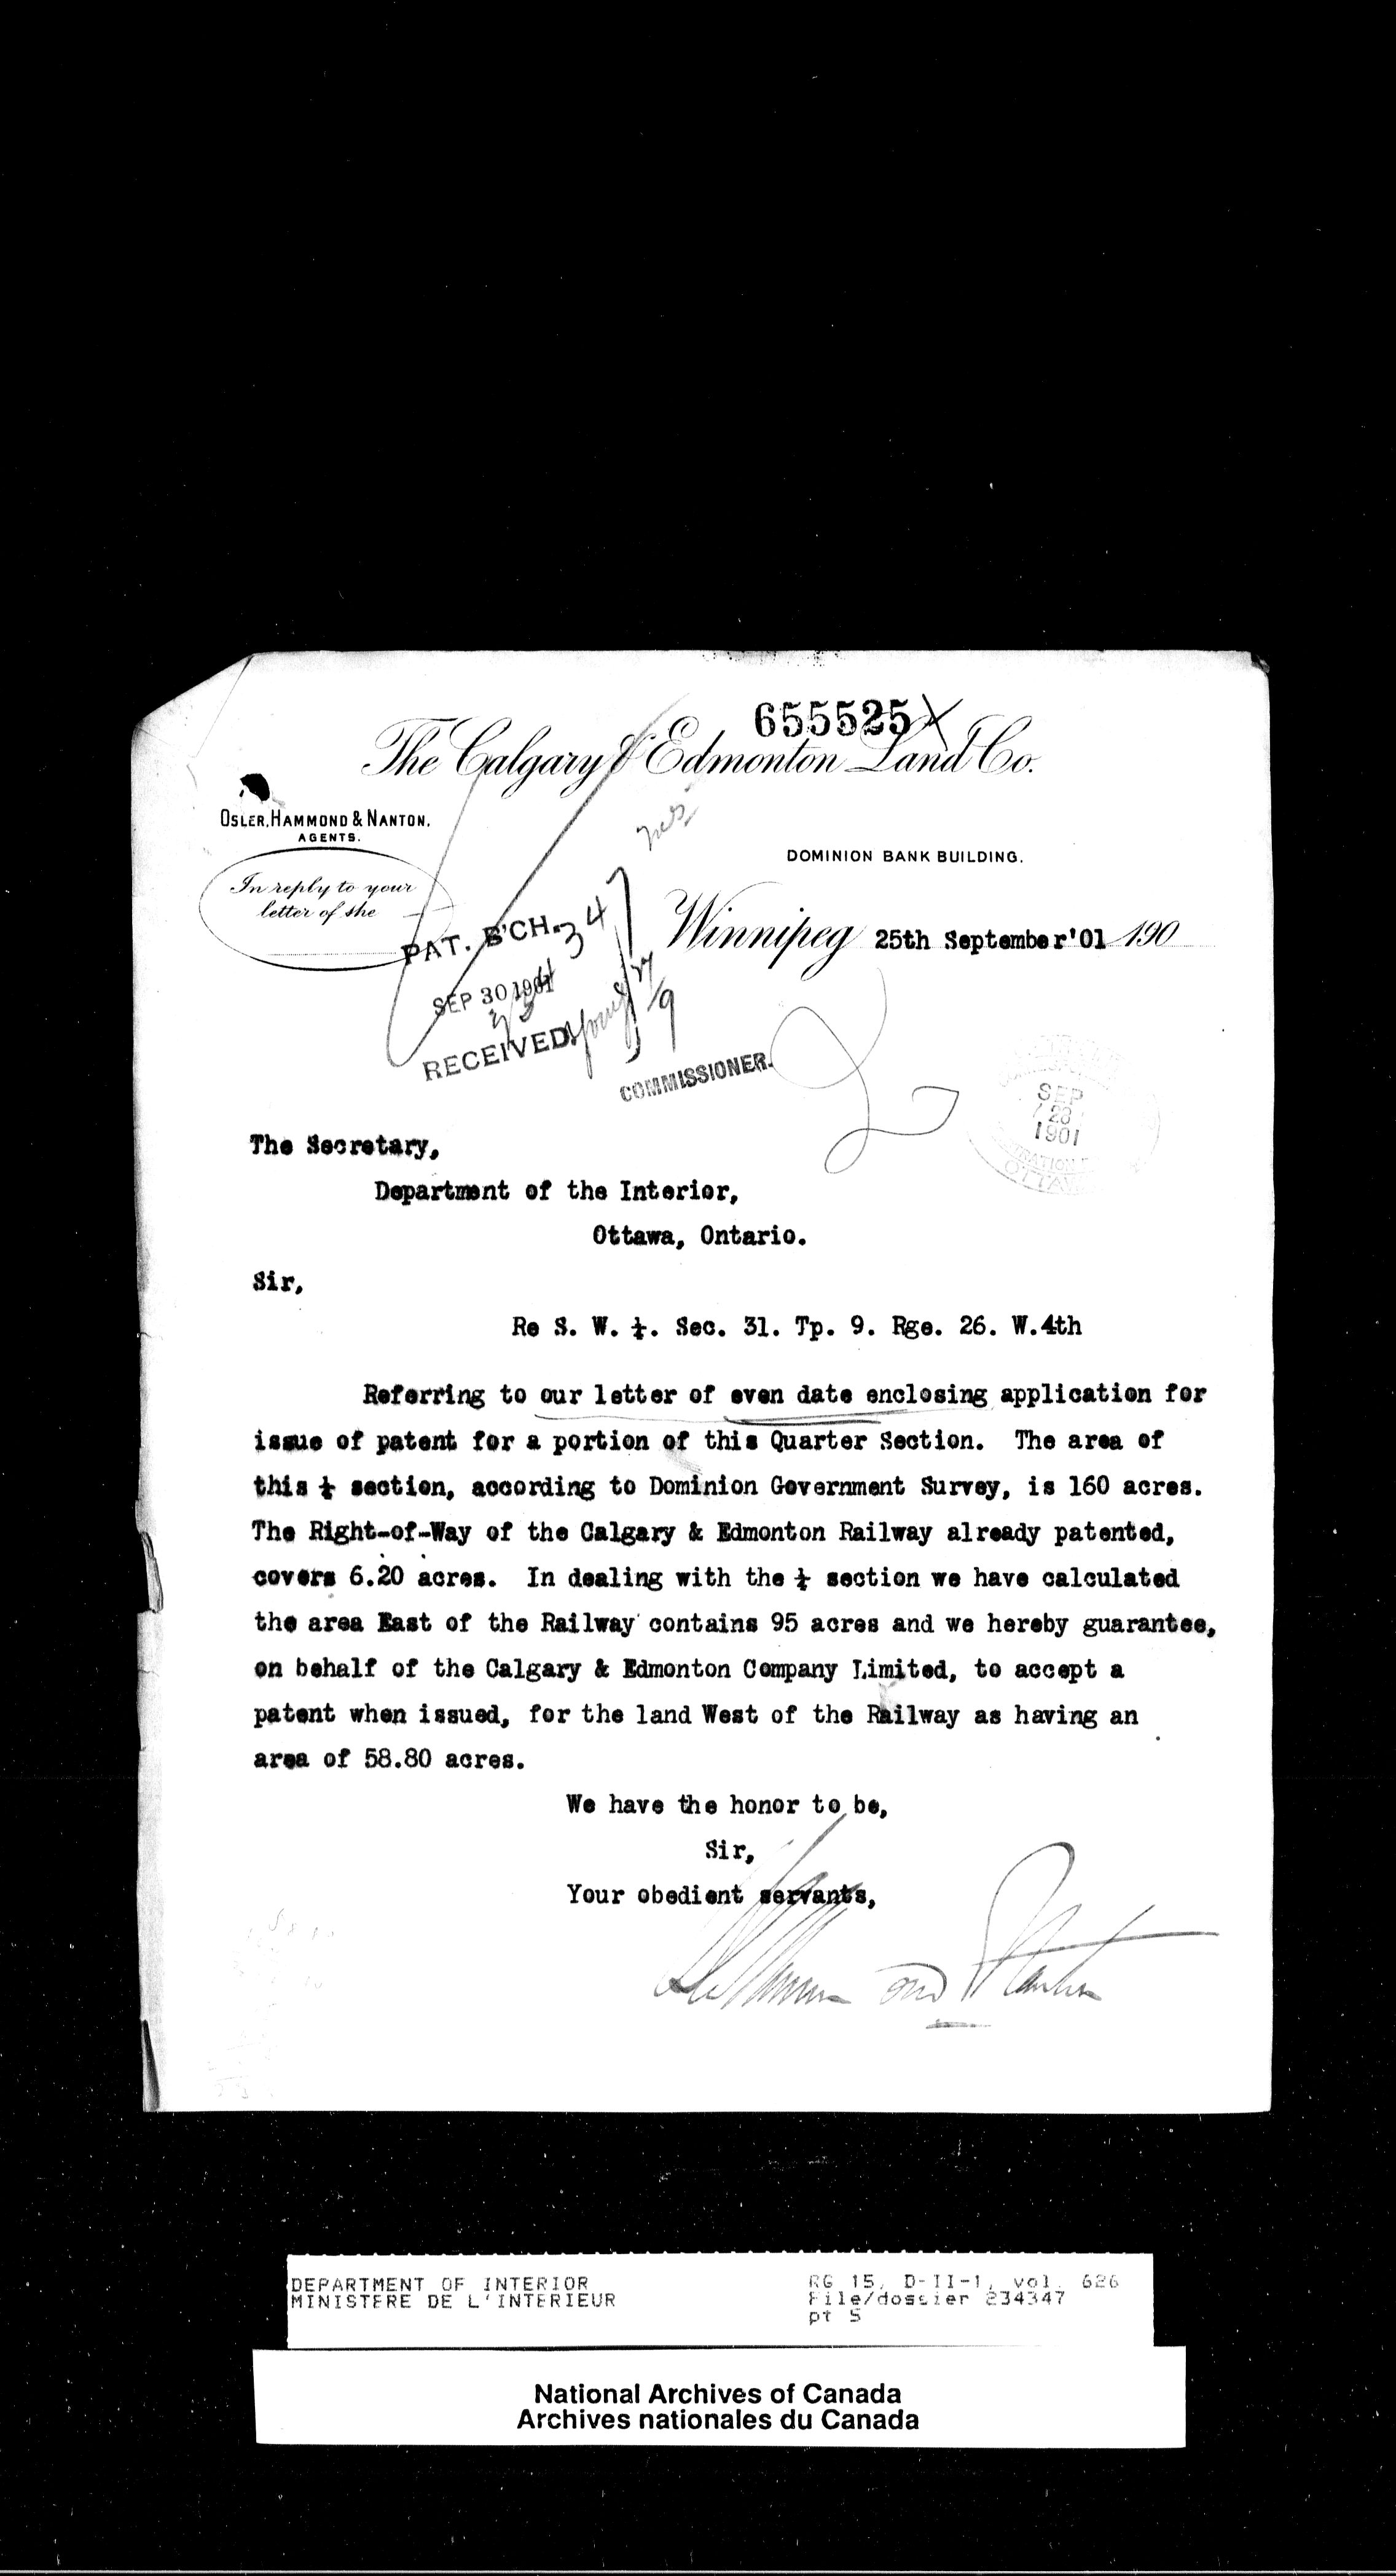 655525
The Calgary & Edmonton Land Co.
OSLER, HAMMOND & NANTON.
AGENTS.
DOMINION BANK BUILDING.
In reply to your
letter of the
Winnipeg 25th September'01 190
PAT. B'CH.
SEP 30 1901
RECEIVED
COMMISSIONER.
SEP
28
1901
OTTAWA
The Secretary,
Department of the Interior,
Ottawa, Ontario.
Sir,
Re S. W. ¼. Sec. 31. Tp. 9. Rge. 26. W.4th
Referring to our letter of even date enclosing application for
issue of patent for a portion of this Quarter Section. The area of
this ¼ section, according to Dominion Government Survey, is 160 acres.
The Right-of-Way of the Calgary & Edmonton Railway already patented,
covers 6.20 acres. In dealing with the ¼ section we have calculated
the area East of the Railway contains 95 acres and we hereby guarantee,
on behalf of the Calgary & Edmonton Company Limited, to accept a
patent when issued, for the land West of the Railway as having an
area of 58.80 acres.
We have the honor to be,
Sir,
Your obedient servants,
DEPARTMENT OF INTERIOR
MINISTERE DE L'INTERIEUR
RG 15, D-II-1, vol. 626
File/dossier 234347
pt 5
National Archives of Canada
Archives nationales du Canada